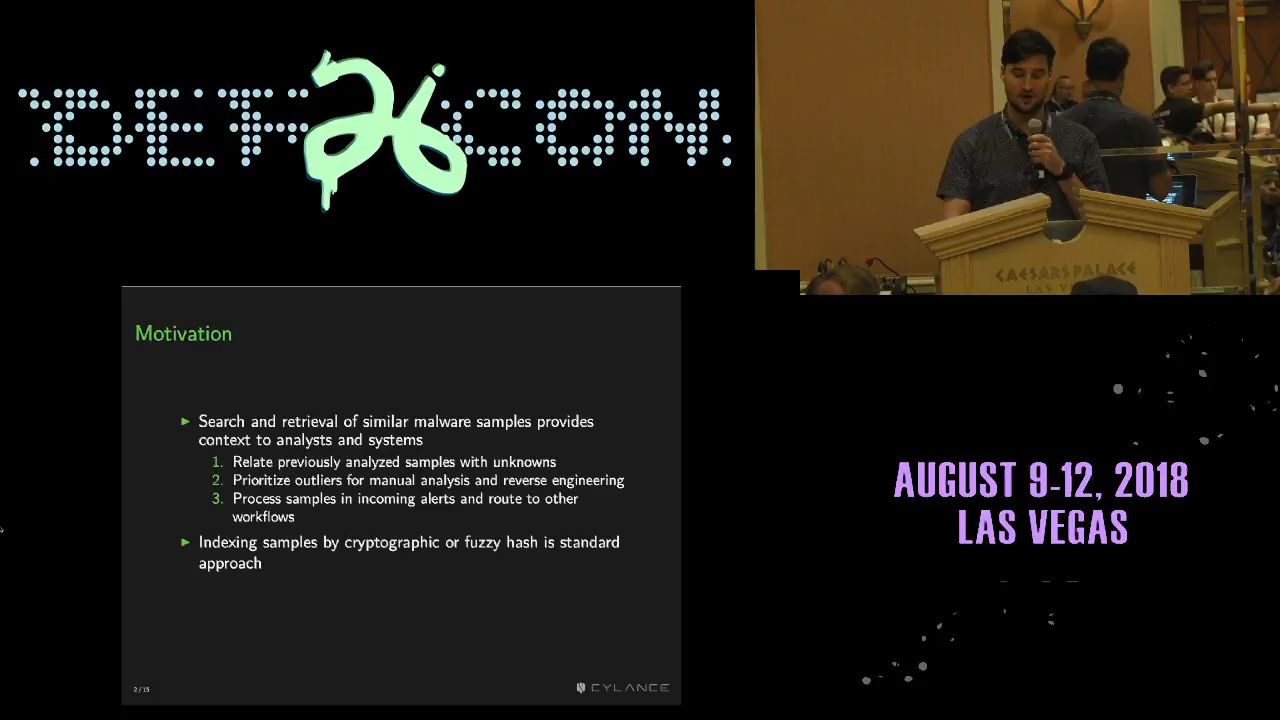 DEF 26 CON
CAESARS PALACE
LAS VEGAS
Motivation
Search and retrieval of similar malware samples provides
context to analysts and systems
1. Relate previously analyzed samples with unknowns
2. Prioritize outliers for manual analysis and reverse engineering
3. Process samples in incoming alerts and route to other
workflows
Indexing samples by cryptographic or fuzzy hash is standard
approach
2 / 15
CYLANCE
AUGUST 9-12, 2018
LAS VEGAS